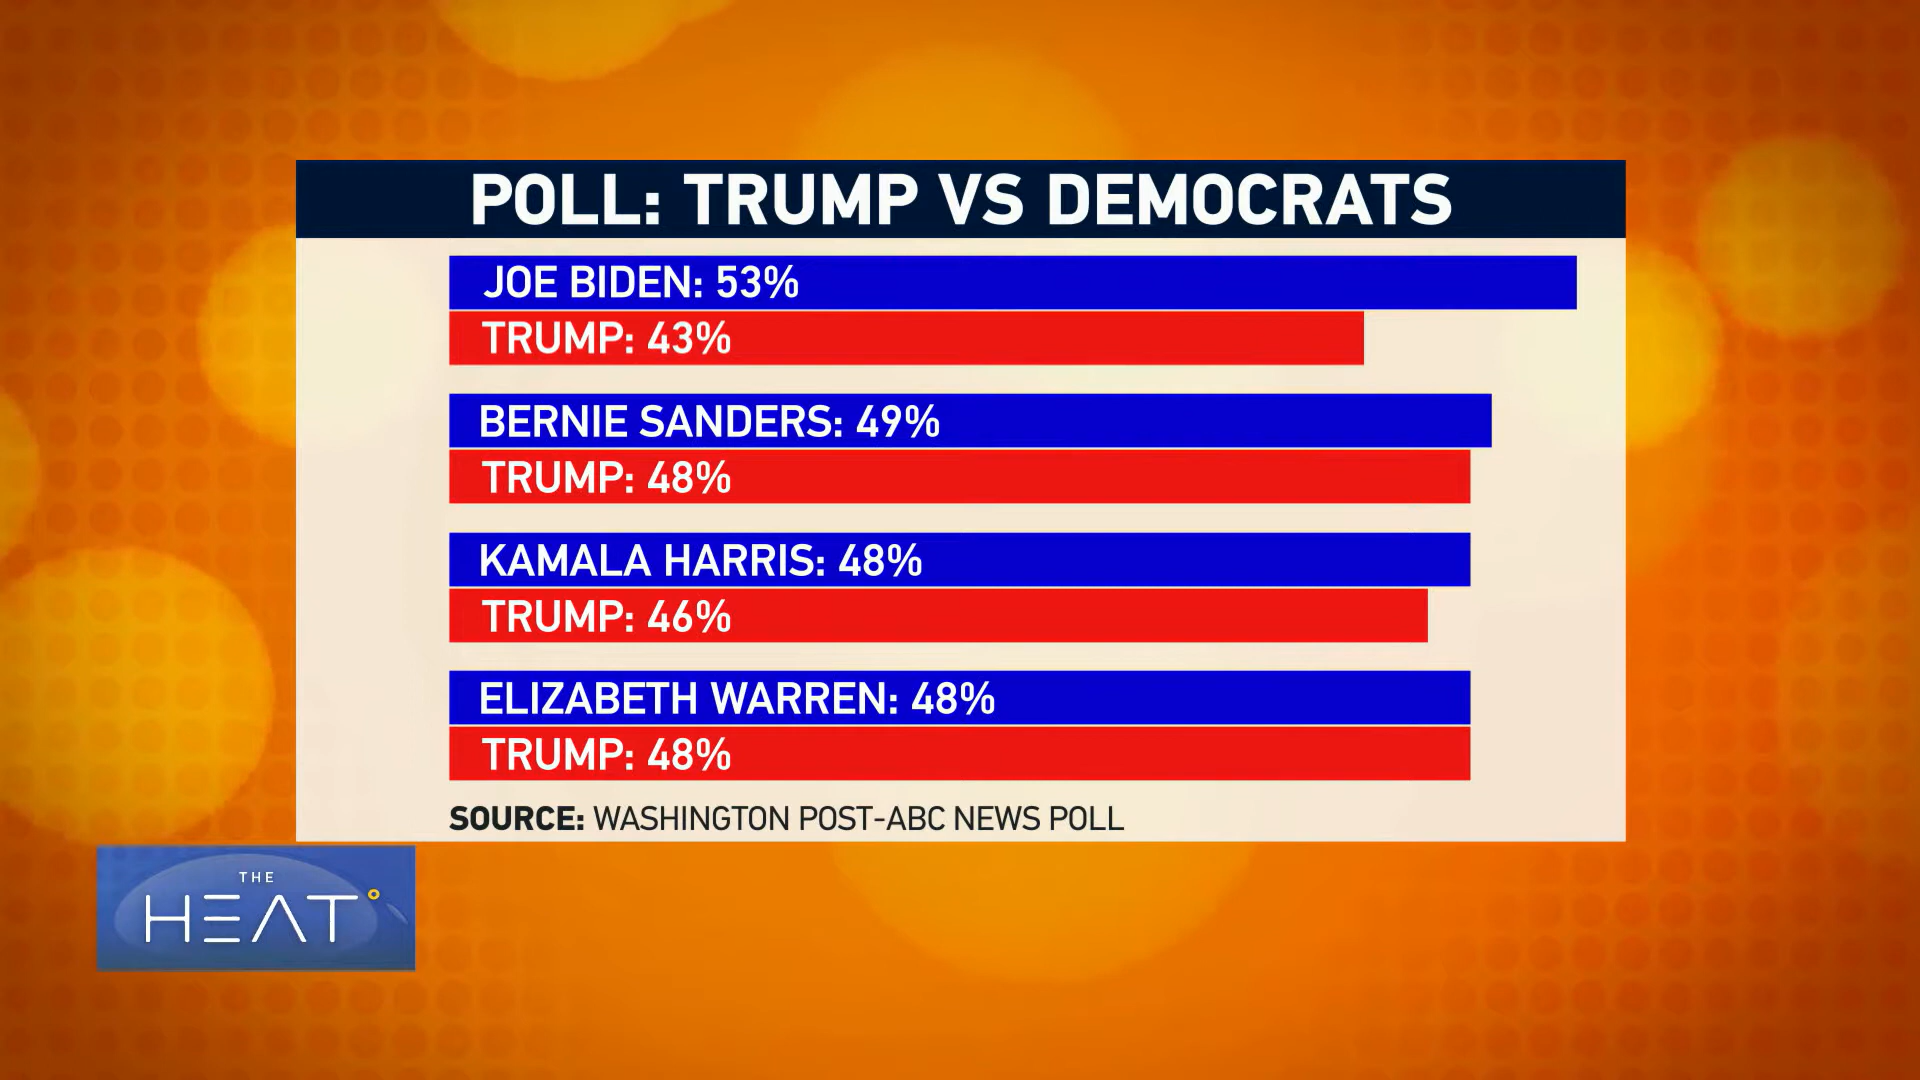 POLL: TRUMP VS DEMOCRATS
JOE BIDEN: 53%
TRUMP: 43%
BERNIE SANDERS: 49%
TRUMP: 48%
KAMALA HARRIS: 48%
TRUMP: 46%
ELIZABETH WARREN: 48%
TRUMP: 48%
SOURCE: WASHINGTON POST-ABC NEWS POLL
THE
HEAT°